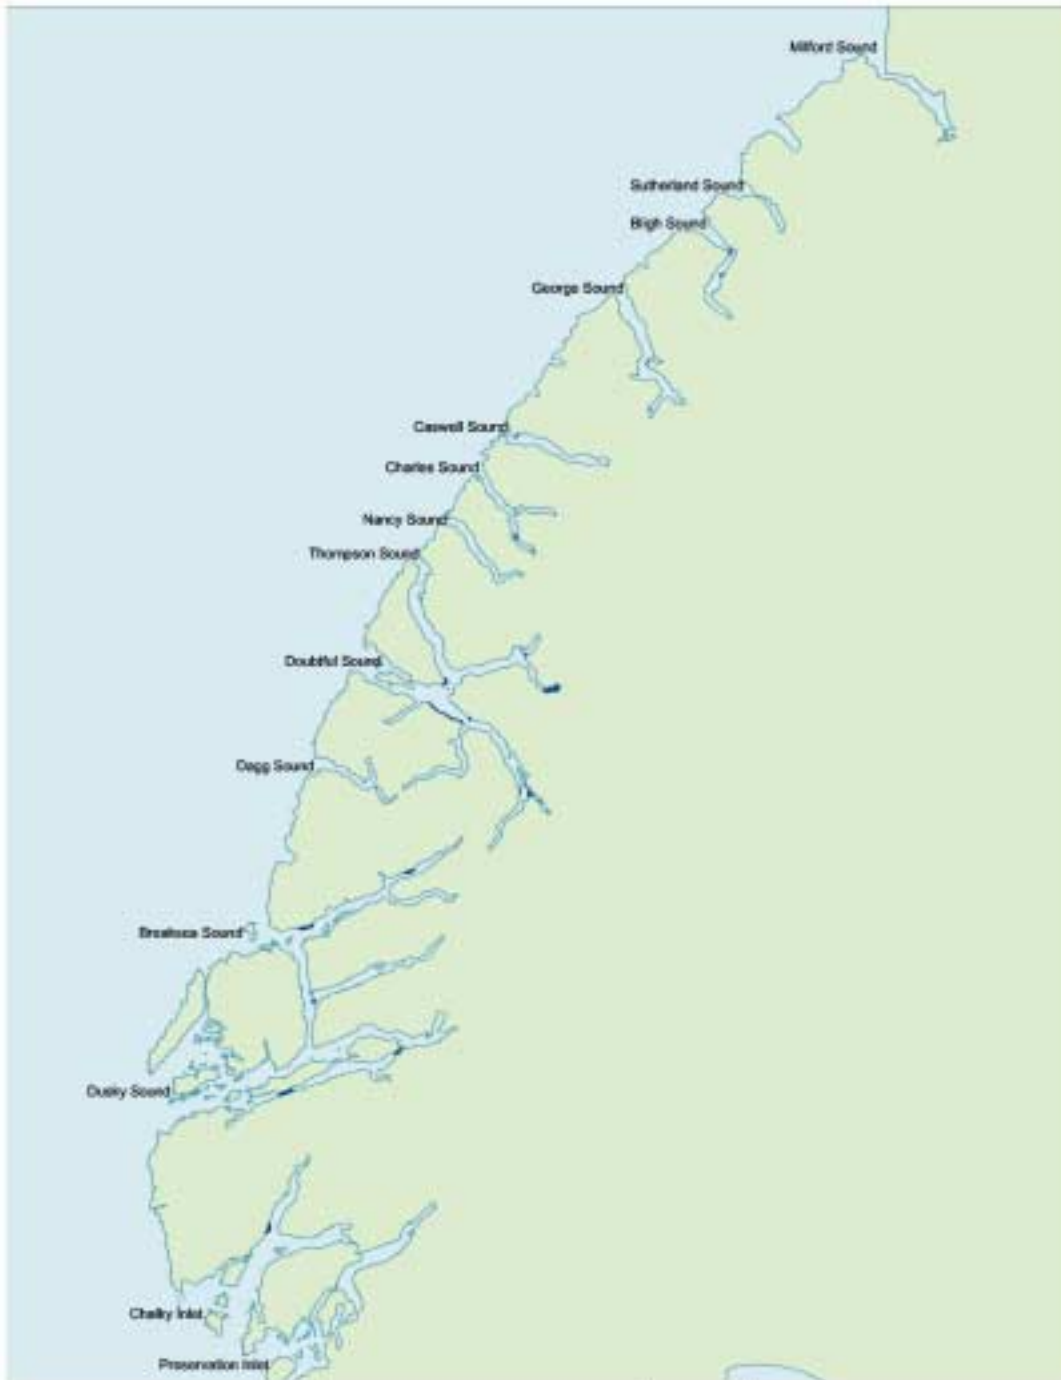 Milford Sound
Sutherland Sound
Bligh Sound
George Sound
Caswell Sound
Charles Sound
Nancy Sound
Thompson Sound
Doubtful Sound
Dagg Sound
Breaksea Sound
Dusky Sound
Chalky Inlet
Preservation Inlet